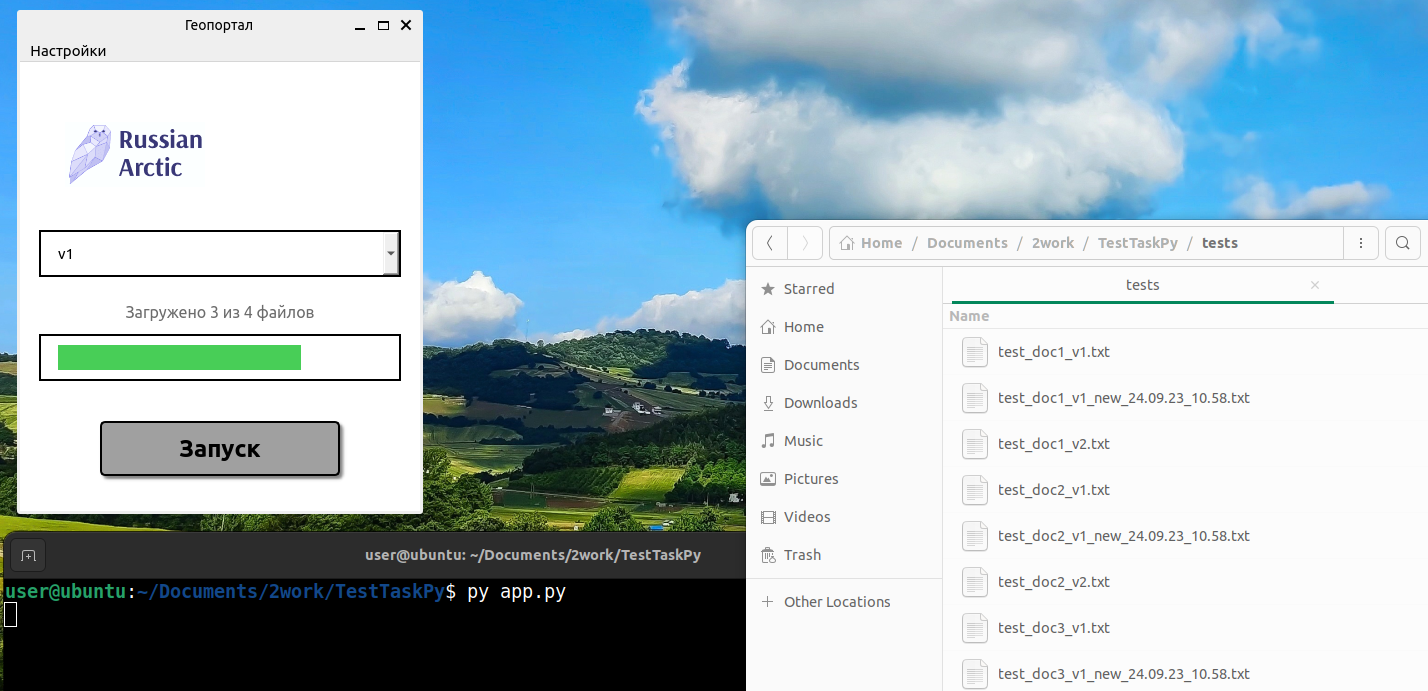 Геопортал
Настройки
Russian
Arctic
v1
Загружено 3 из 4 файлов
Запуск
user@ubuntu: ~/Documents/2work/TestTaskPy
user@ubuntu:~/Documents/2work/TestTaskPy$ py app.py
Home / Documents / 2work / TestTaskPy / tests
Starred
Home
Documents
Downloads
Music
Pictures
Videos
Trash
Other Locations
tests
Name
test_doc1_v1.txt
test_doc1_v1_new_24.09.23_10.58.txt
test_doc1_v2.txt
test_doc2_v1.txt
test_doc2_v1_new_24.09.23_10.58.txt
test_doc2_v2.txt
test_doc3_v1.txt
test_doc3_v1_new_24.09.23_10.58.txt